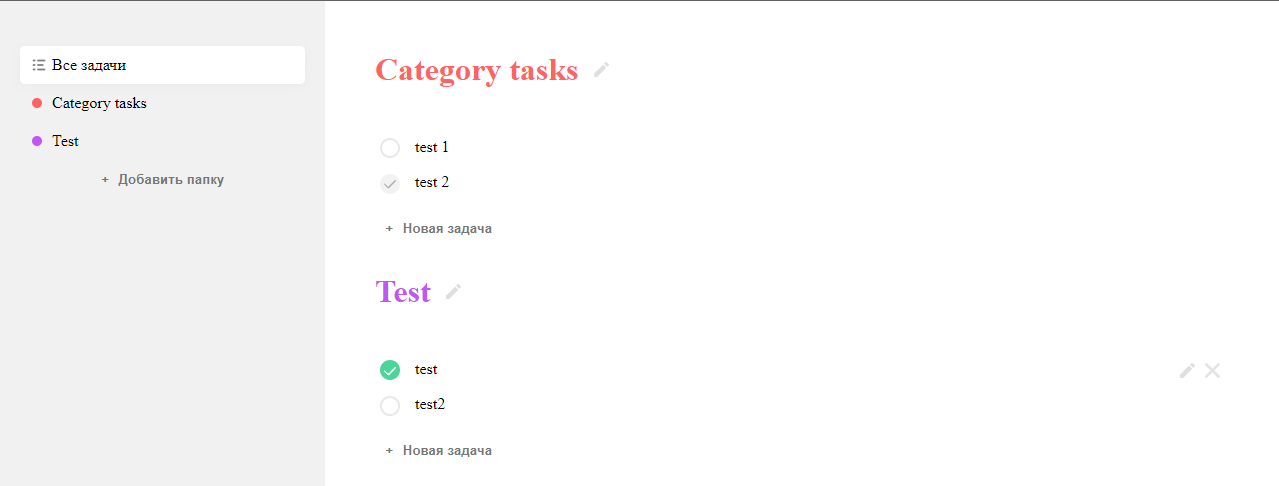 Все задачи
Category tasks
Test
+ Добавить папку
Category tasks
test 1
test 2
+ Новая задача
Test
test
test2
+ Новая задача